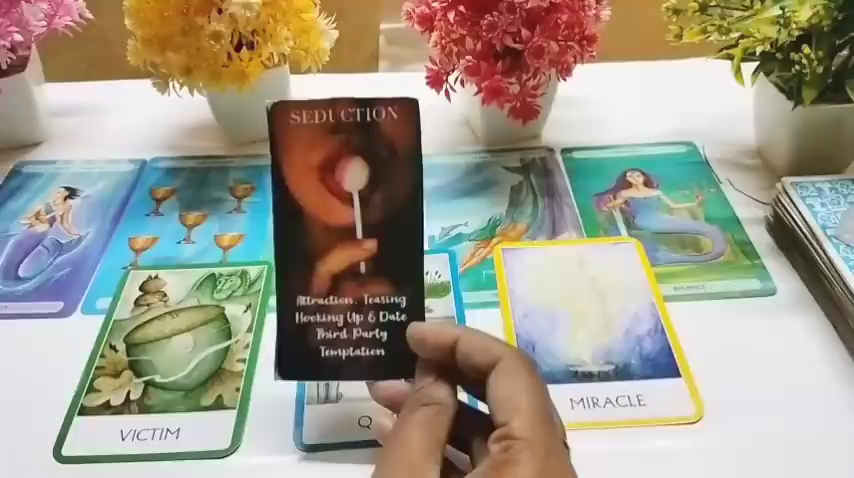 SEDUCTION
Attraction, Teasing
Hooking Up & Date
Third Party
Temptation
VICTIM
Q
MIRACLE